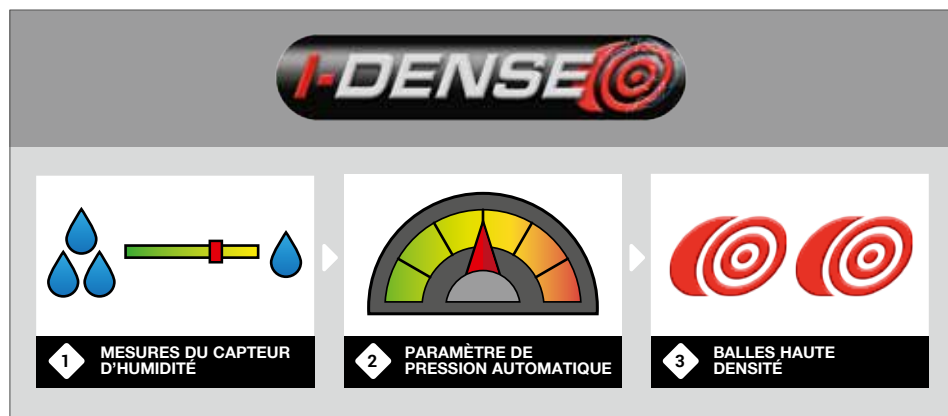 I-DENSE
1
MESURES DU CAPTEUR
D’HUMIDITÉ
2
PARAMÈTRE DE
PRESSION AUTOMATIQUE
3
BALLES HAUTE
DENSITÉ